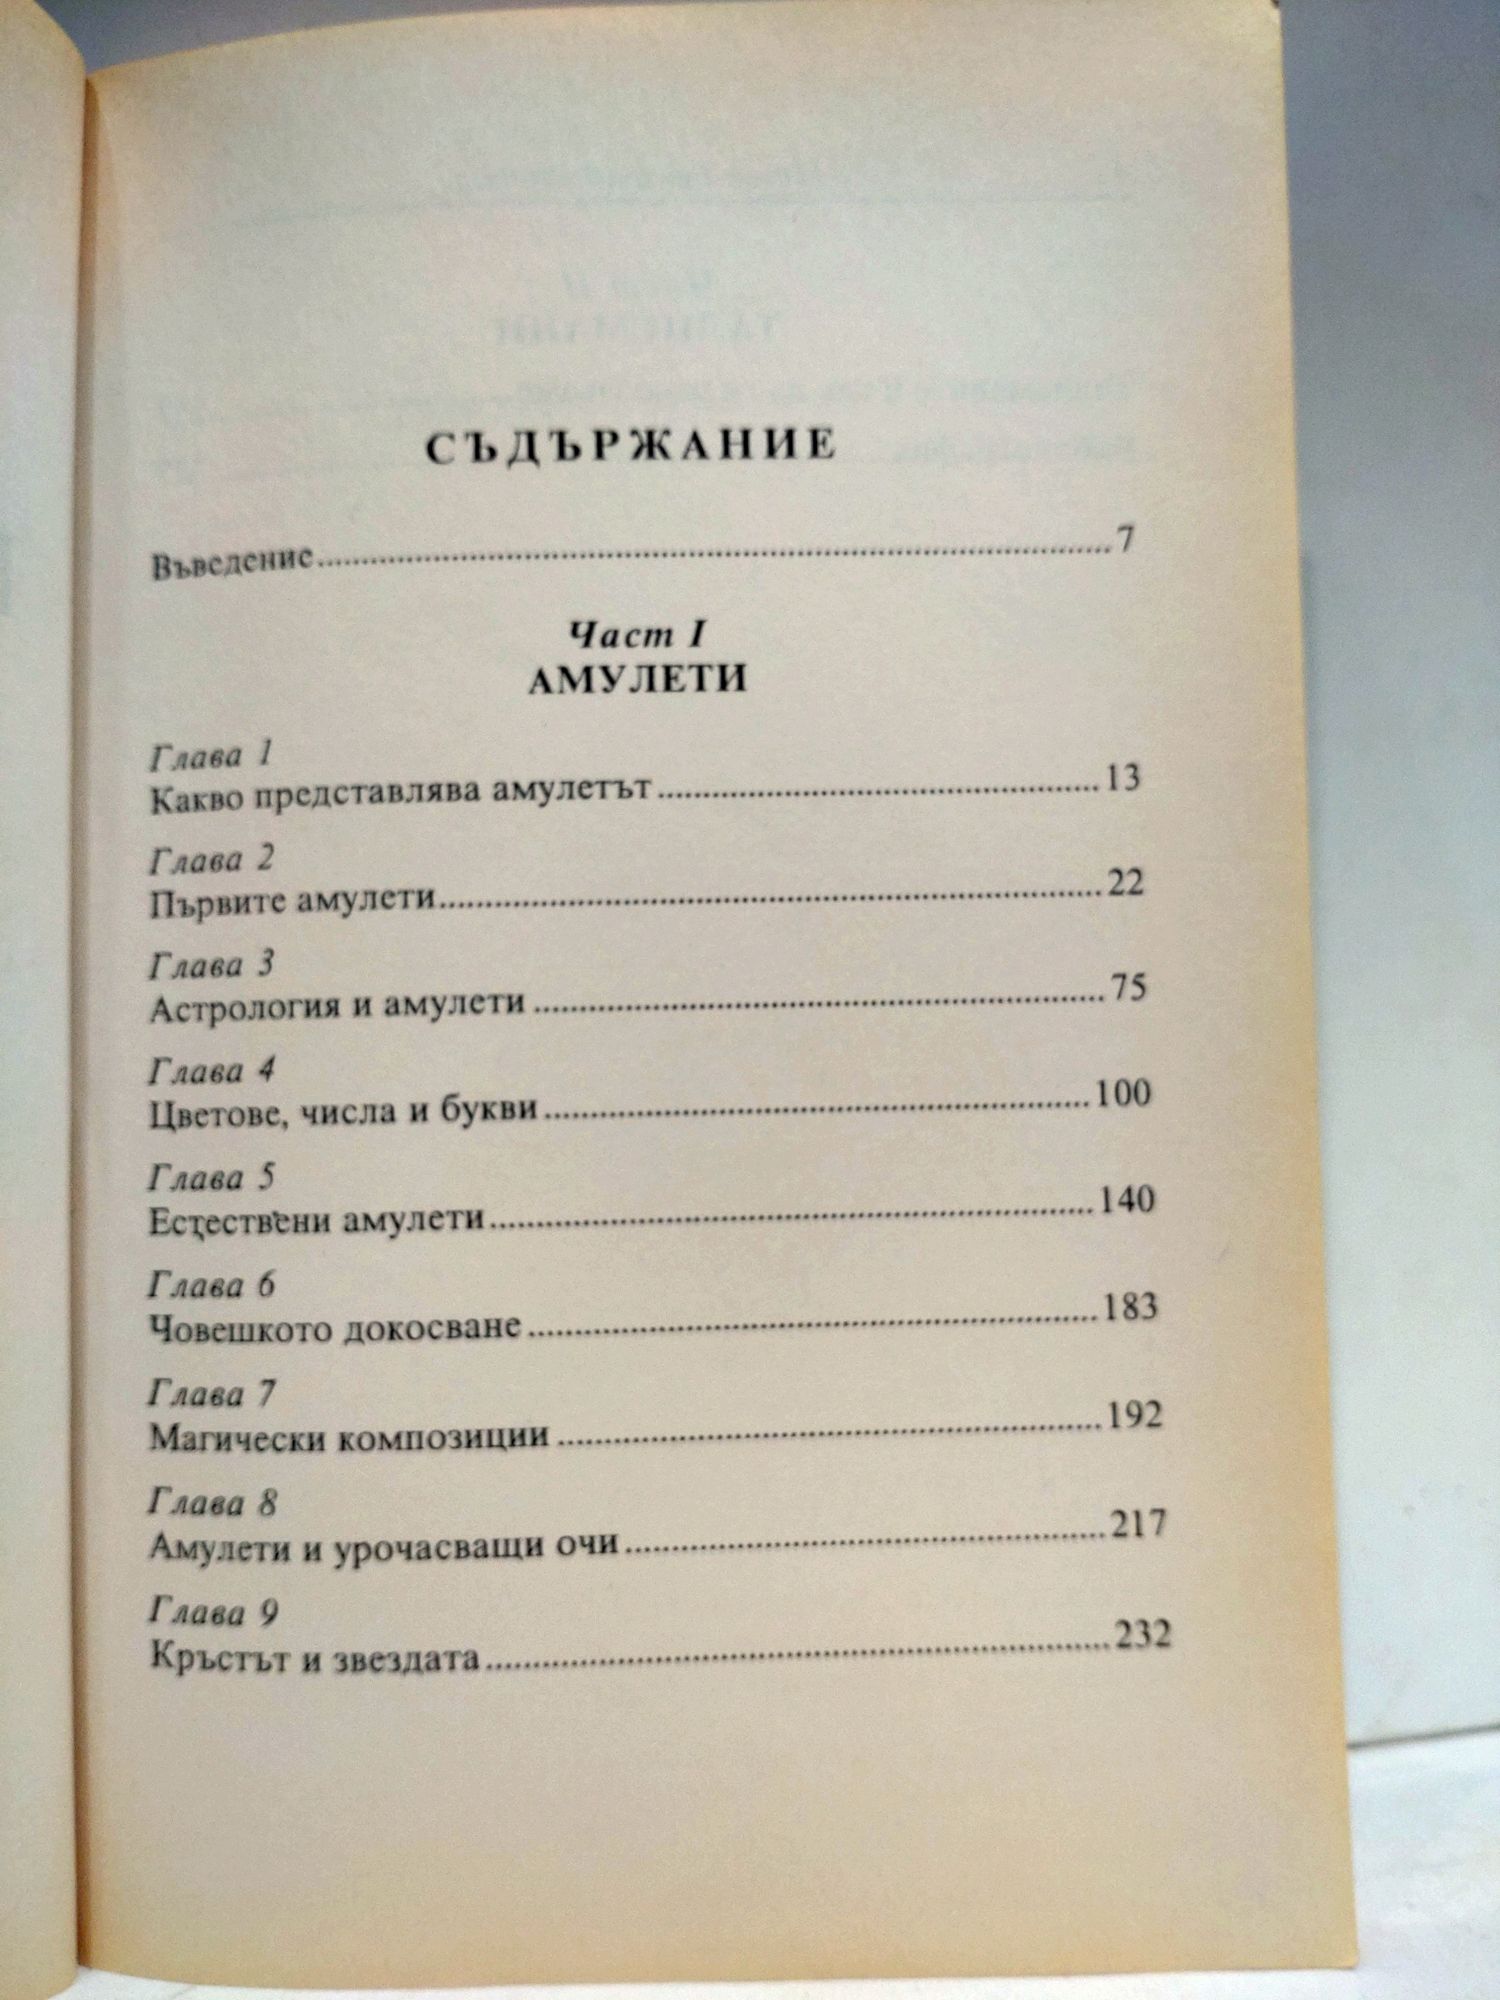 СЪДЪРЖАНИЕ
Въведение........................................................................................7
Част I
АМУЛЕТИ
Глава 1
Какво представлява амулетът..................................................13
Глава 2
Първите амулети..........................................................................22
Глава 3
Астрология и амулети................................................................75
Глава 4
Цветове, числа и букви.............................................................100
Глава 5
Естествени амулети...................................................................140
Глава 6
Човешкото докосване...............................................................183
Глава 7
Магически композиции............................................................192
Глава 8
Амулети и урочасващи очи.....................................................217
Глава 9
Кръстът и звездата.....................................................................232